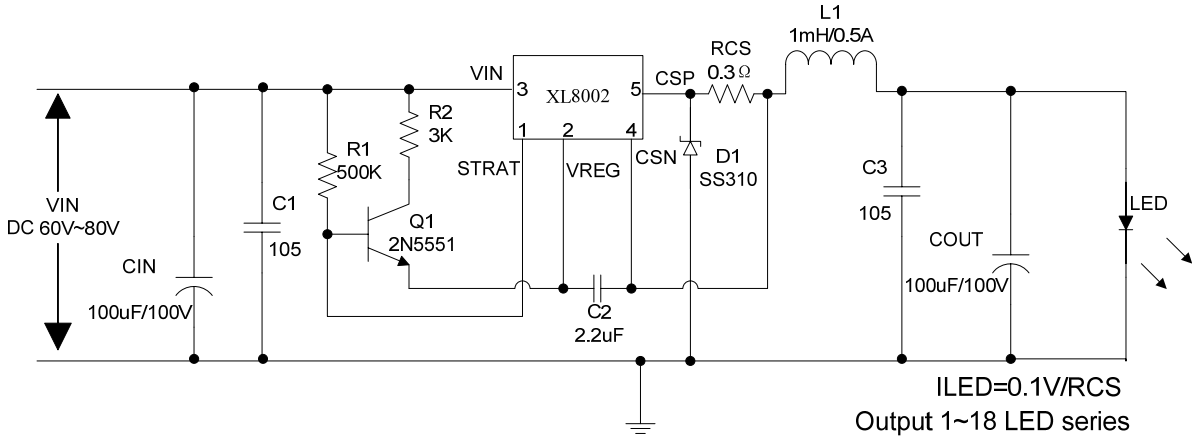 L1
1mH/0.5A
RCS
0.3Ω
VIN
CSP
3
XL8002
5
1
2
4
R2
3K
STRAT
VREG
CSN
R1
500K
D1
SS310
C3
105
VIN
DC 60V~80V
C1
105
Q1
2N5551
LED
CIN
100uF/100V
COUT
100uF/100V
C2
2.2uF
ILED=0.1V/RCS
Output 1~18 LED series